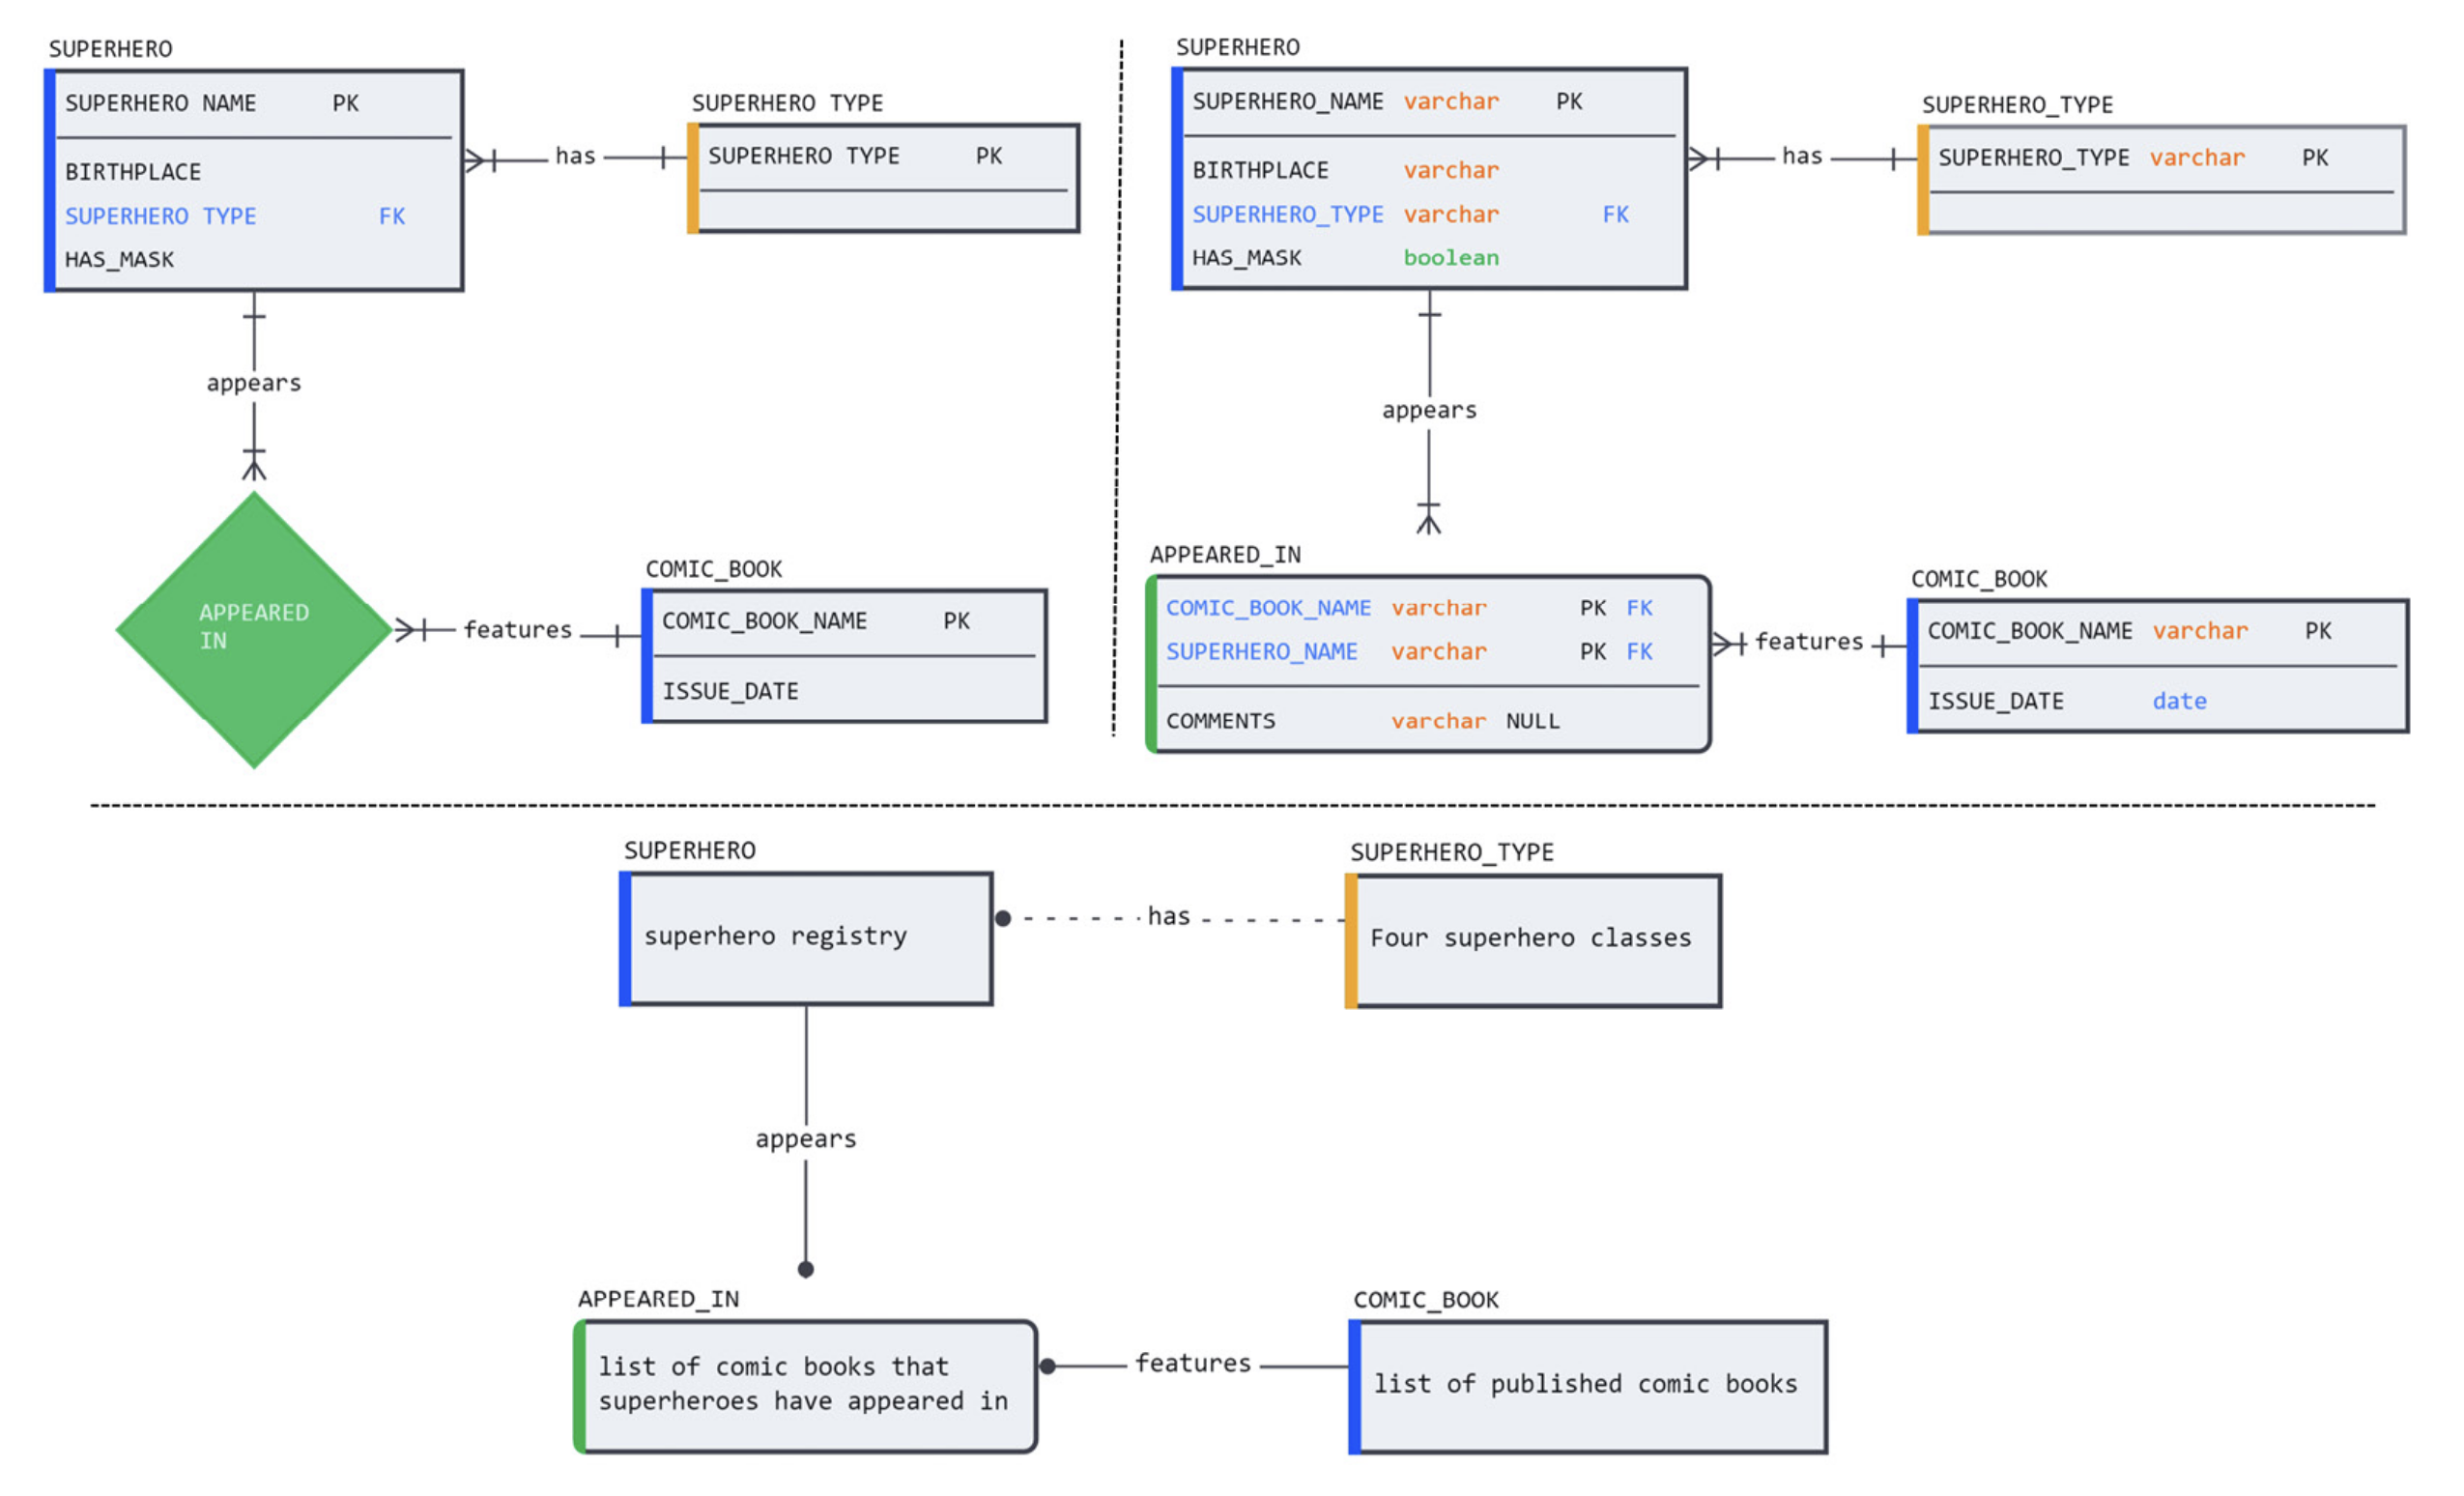 SUPERHERO
SUPERHERO NAME PK
BIRTHPLACE
SUPERHERO TYPE FK
HAS_MASK
has
SUPERHERO TYPE
SUPERHERO TYPE PK
appears
APPEARED
IN
features
COMIC_BOOK
COMIC_BOOK_NAME PK
ISSUE_DATE
SUPERHERO
SUPERHERO_NAME varchar PK
BIRTHPLACE varchar
SUPERHERO_TYPE varchar FK
HAS_MASK boolean
has
SUPERHERO_TYPE
SUPERHERO_TYPE varchar PK
appears
APPEARED_IN
COMIC_BOOK_NAME varchar PK FK
SUPERHERO_NAME varchar PK FK
COMMENTS varchar NULL
features
COMIC_BOOK
COMIC_BOOK_NAME varchar PK
ISSUE_DATE date
SUPERHERO
superhero registry
has
SUPERHERO_TYPE
Four superhero classes
appears
APPEARED_IN
list of comic books that
superheroes have appeared in
features
COMIC_BOOK
list of published comic books